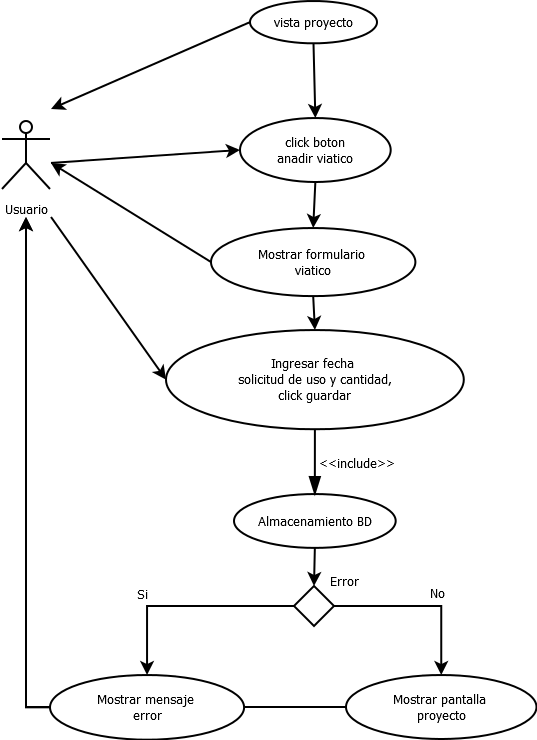 vista proyecto
click boton
anadir viatico
Usuario
Mostrar formulario
viatico
Ingresar fecha
solicitud de uso y cantidad,
click guardar
<<include>>
Almacenamiento BD
Error
Si
No
Mostrar mensaje
error
Mostrar pantalla
proyecto